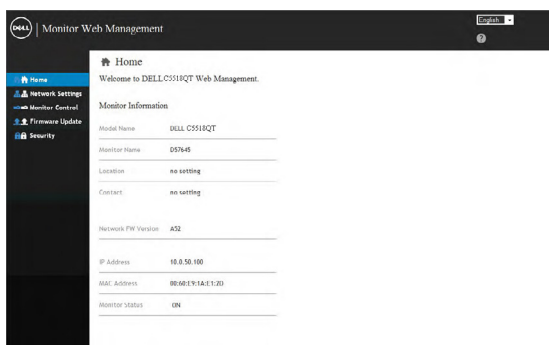 DELL Monitor Web Management
English
Home
Welcome to DELL C5518QT Web Management.
Home
Network Settings
Monitor Control
Firmware Update
Security
Monitor Information
Model Name DELL C5518QT
Monitor Name D57645
Location no setting
Contact no setting
Network FW Version A52
IP Address 10.0.50.100
MAC Address 00:60:E9:1A:E1:2D
Monitor Status ON